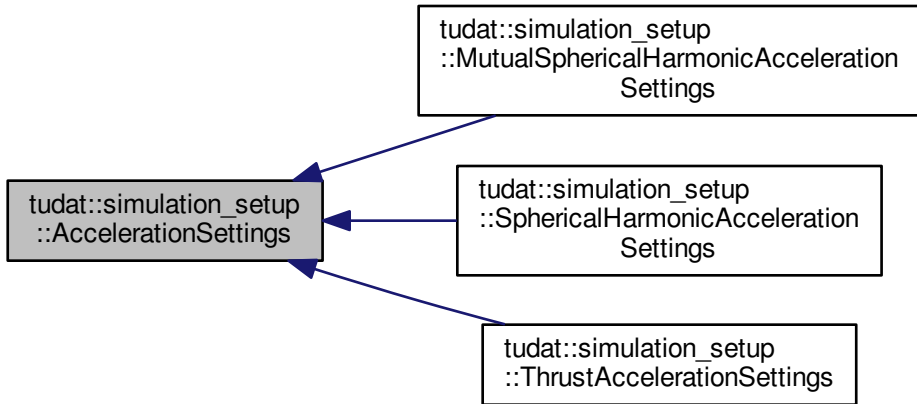 tudat::simulation_setup
::MutualSphericalHarmonicAcceleration
Settings
tudat::simulation_setup
::AccelerationSettings
tudat::simulation_setup
::SphericalHarmonicAcceleration
Settings
tudat::simulation_setup
::ThrustAccelerationSettings